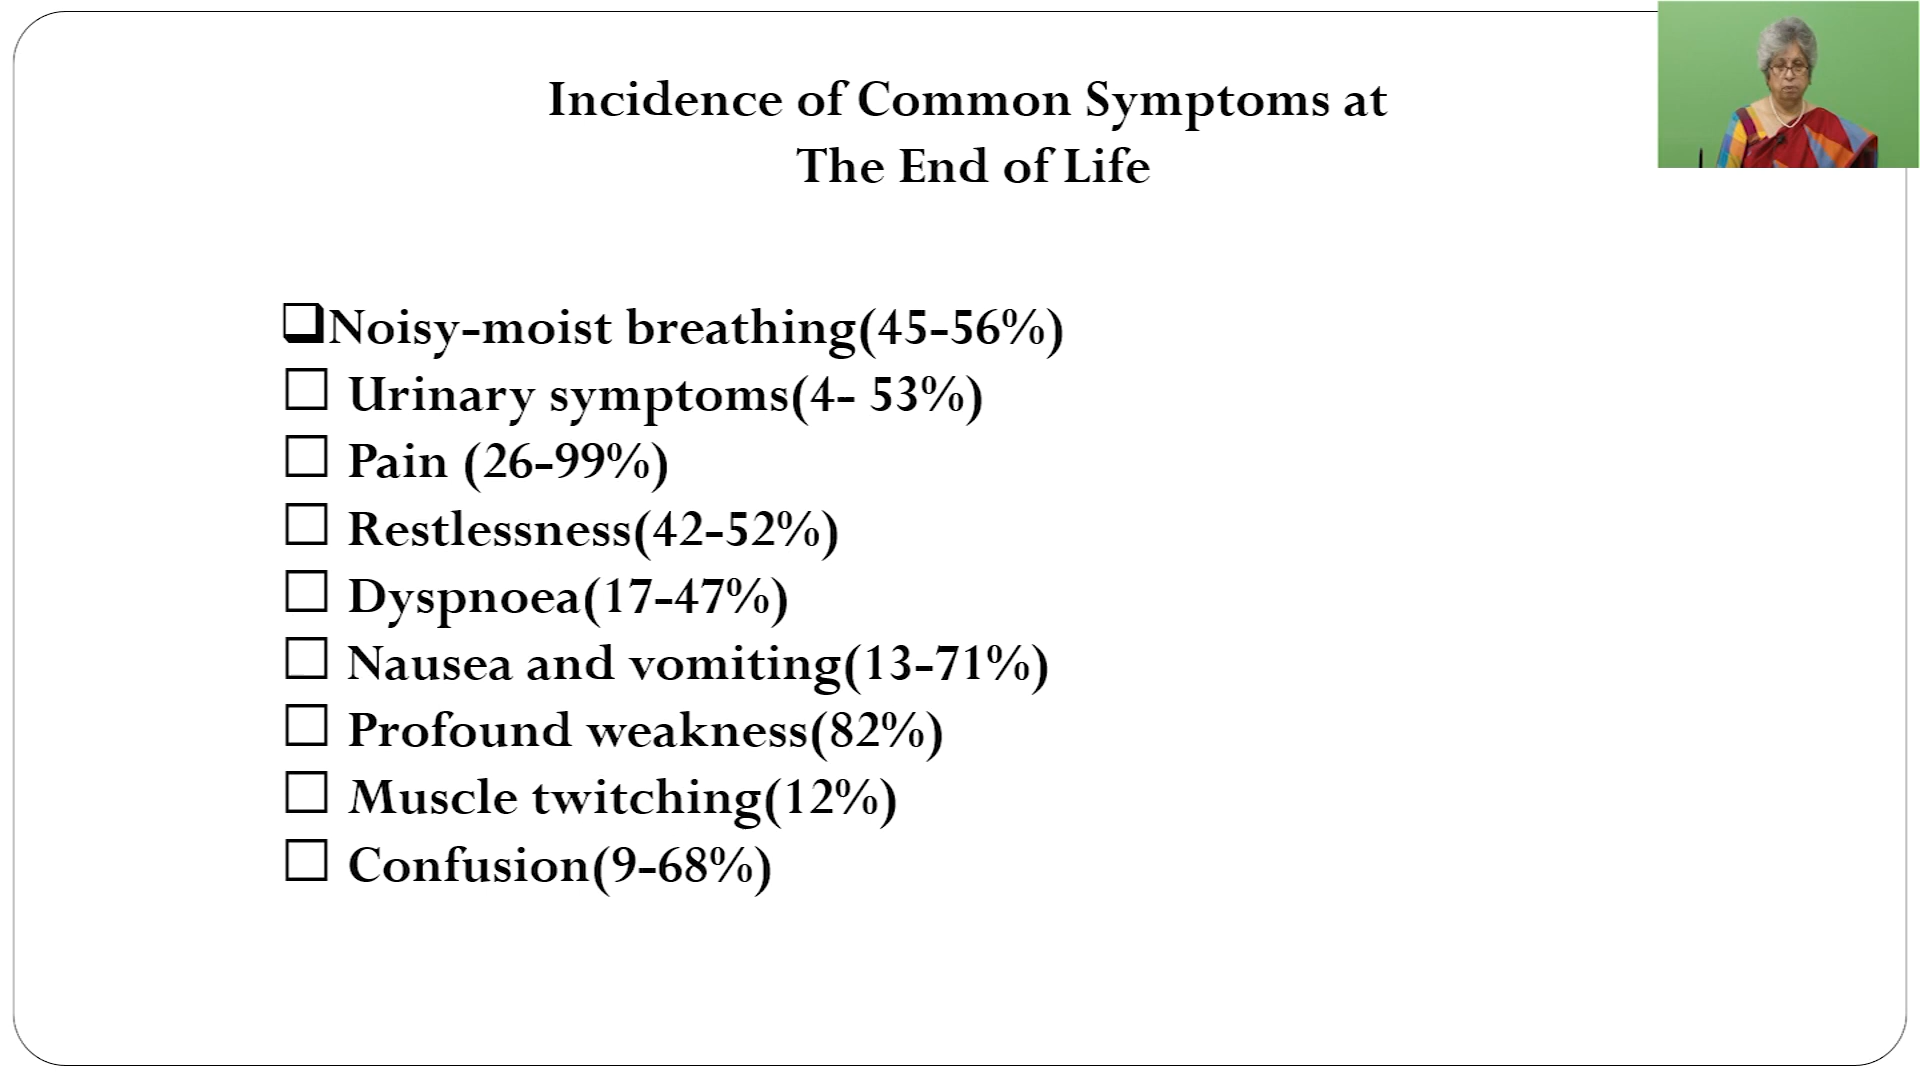 Incidence of Common Symptoms at
The End of Life
Noisy-moist breathing(45-56%)
Urinary symptoms(4- 53%)
Pain (26-99%)
Restlessness(42-52%)
Dyspnoea(17-47%)
Nausea and vomiting(13-71%)
Profound weakness(82%)
Muscle twitching(12%)
Confusion(9-68%)